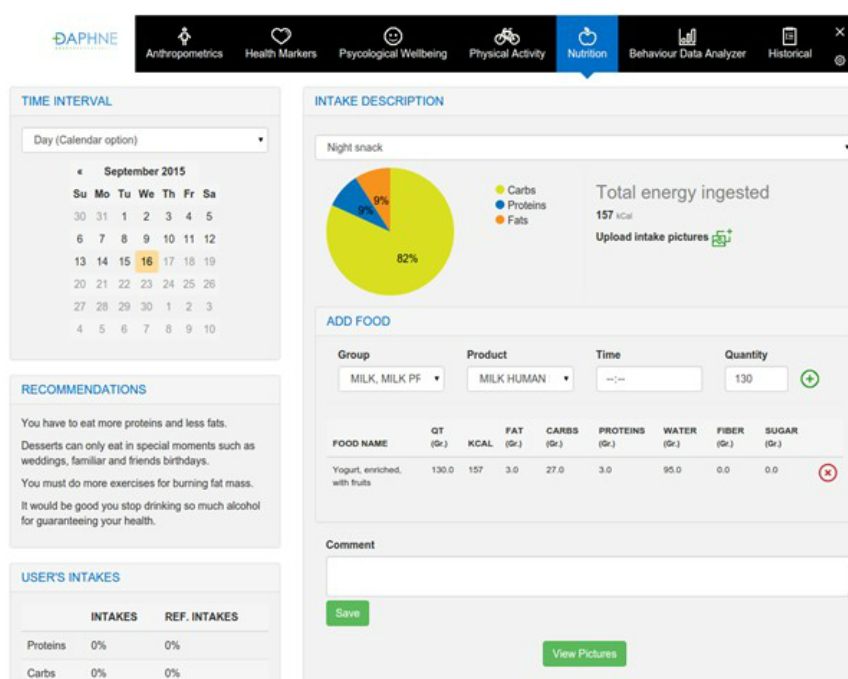 DAPHNE
Anthropometrics
Health Markers
Psycological Wellbeing
Physical Activity
Nutrition
Behaviour Data Analyzer
Historical
TIME INTERVAL
Day (Calendar option)
« September 2015
Su Mo Tu We Th Fr Sa
30 31 1 2 3 4 5
6 7 8 9 10 11 12
13 14 15 16 17 18 19
20 21 22 23 24 25 26
27 28 29 30 1 2 3
4 5 6 7 8 9 10
RECOMMENDATIONS
You have to eat more proteins and less fats.
Desserts can only eat in special moments such as
weddings, familiar and friends birthdays.
You must do more exercises for burning fat mass.
It would be good you stop drinking so much alcohol
for guaranteeing your health.
USER'S INTAKES
INTAKES REF. INTAKES
Proteins 0% 0%
Carbs 0% 0%
INTAKE DESCRIPTION
Night snack
9%
9%
82%
Carbs
Proteins
Fats
Total energy ingested
157 kCal
Upload intake pictures
ADD FOOD
Group Product Time Quantity
MILK, MILK PF MILK HUMAN --:-- 130
FOOD NAME QT (Gr.) KCAL FAT (Gr.) CARBS (Gr.) PROTEINS (Gr.) WATER (Gr.) FIBER (Gr.) SUGAR (Gr.)
Yogurt, enriched, 130.0 157 3.0 27.0 3.0 95.0 0.0 0.0
with fruits
Comment
Save
View Pictures